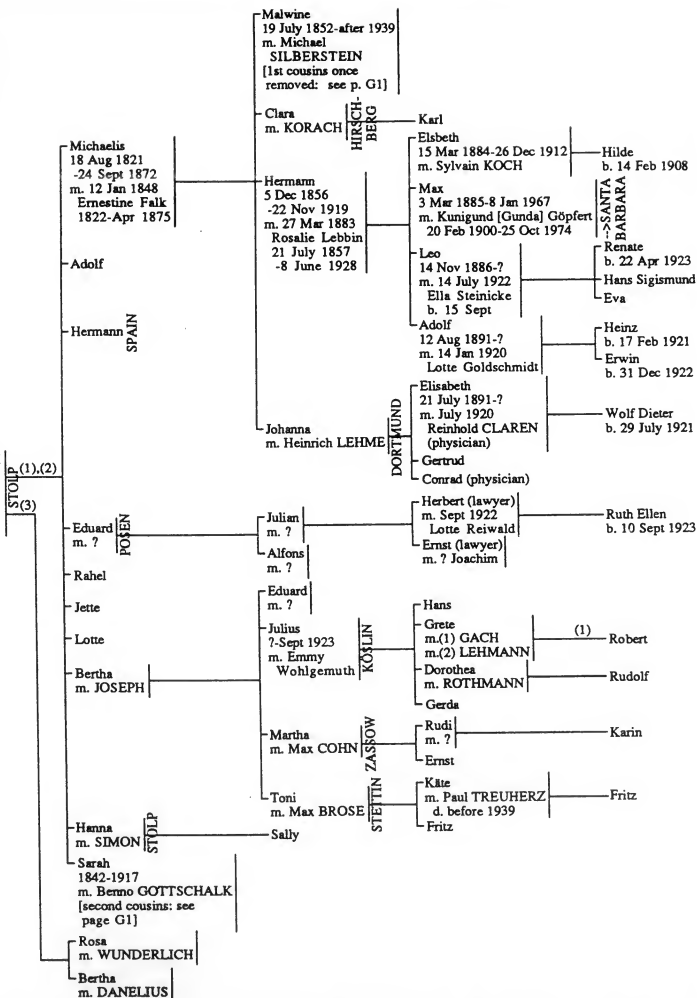 STOLP
(1),(2)
(3)
Michaelis
18 Aug 1821
-24 Sept 1872
m. 12 Jan 1848
Ernestine Falk
1822-Apr 1875
Adolf
Hermann
SPAIN
Eduard
m. ?
POSEN
Rahel
Jette
Lotte
Bertha
m. JOSEPH
Hanna
m. SIMON
STOLP
Sarah
1842-1917
m. Benno GOTTSCHALK
[second cousins: see
page G1]
Rosa
m. WUNDERLICH
Bertha
m. DANELIUS
Malwine
19 July 1852-after 1939
m. Michael
SILBERSTEIN
[1st cousins once
removed: see p. G1]
Clara
m. KORACH
HIRSCH-
BERG
Hermann
5 Dec 1856
-22 Nov 1919
m. 27 Mar 1883
Rosalie Lebbin
21 July 1857
-8 June 1928
Johanna
m. Heinrich LEHME
DORTMUND
Julian
m. ?
Alfons
m. ?
Eduard
m. ?
Julius
?-Sept 1923
m. Emmy
Wohlgemuth
KÖSLIN
Martha
m. Max COHN
ZASSOW
Toni
m. Max BROSE
STETTIN
Sally
Karl
Elsbeth
15 Mar 1884-26 Dec 1912
m. Sylvain KOCH
Max
3 Mar 1885-8 Jan 1967
m. Kunigund [Gunda] Göpfert
20 Feb 1900-25 Oct 1974
-->SANTA
BARBARA
Leo
14 Nov 1886-?
m. 14 July 1922
Ella Steinicke
b. 15 Sept
Adolf
12 Aug 1891-?
m. 14 Jan 1920
Lotte Goldschmidt
Elisabeth
21 July 1891-?
m. July 1920
Reinhold CLAREN
(physician)
Gertrud
Conrad (physician)
Herbert (lawyer)
m. Sept 1922
Lotte Reiwald
Ernst (lawyer)
m. ? Joachim
Hans
Grete
m.(1) GACH
m.(2) LEHMANN
(1)
Dorothea
m. ROTHMANN
Gerda
Rudi
m. ?
Ernst
Käte
m. Paul TREUHERZ
d. before 1939
Fritz
Hilde
b. 14 Feb 1908
Renate
b. 22 Apr 1923
Hans Sigismund
Eva
Heinz
b. 17 Feb 1921
Erwin
b. 31 Dec 1922
Wolf Dieter
b. 29 July 1921
Ruth Ellen
b. 10 Sept 1923
Robert
Rudolf
Karin
Fritz